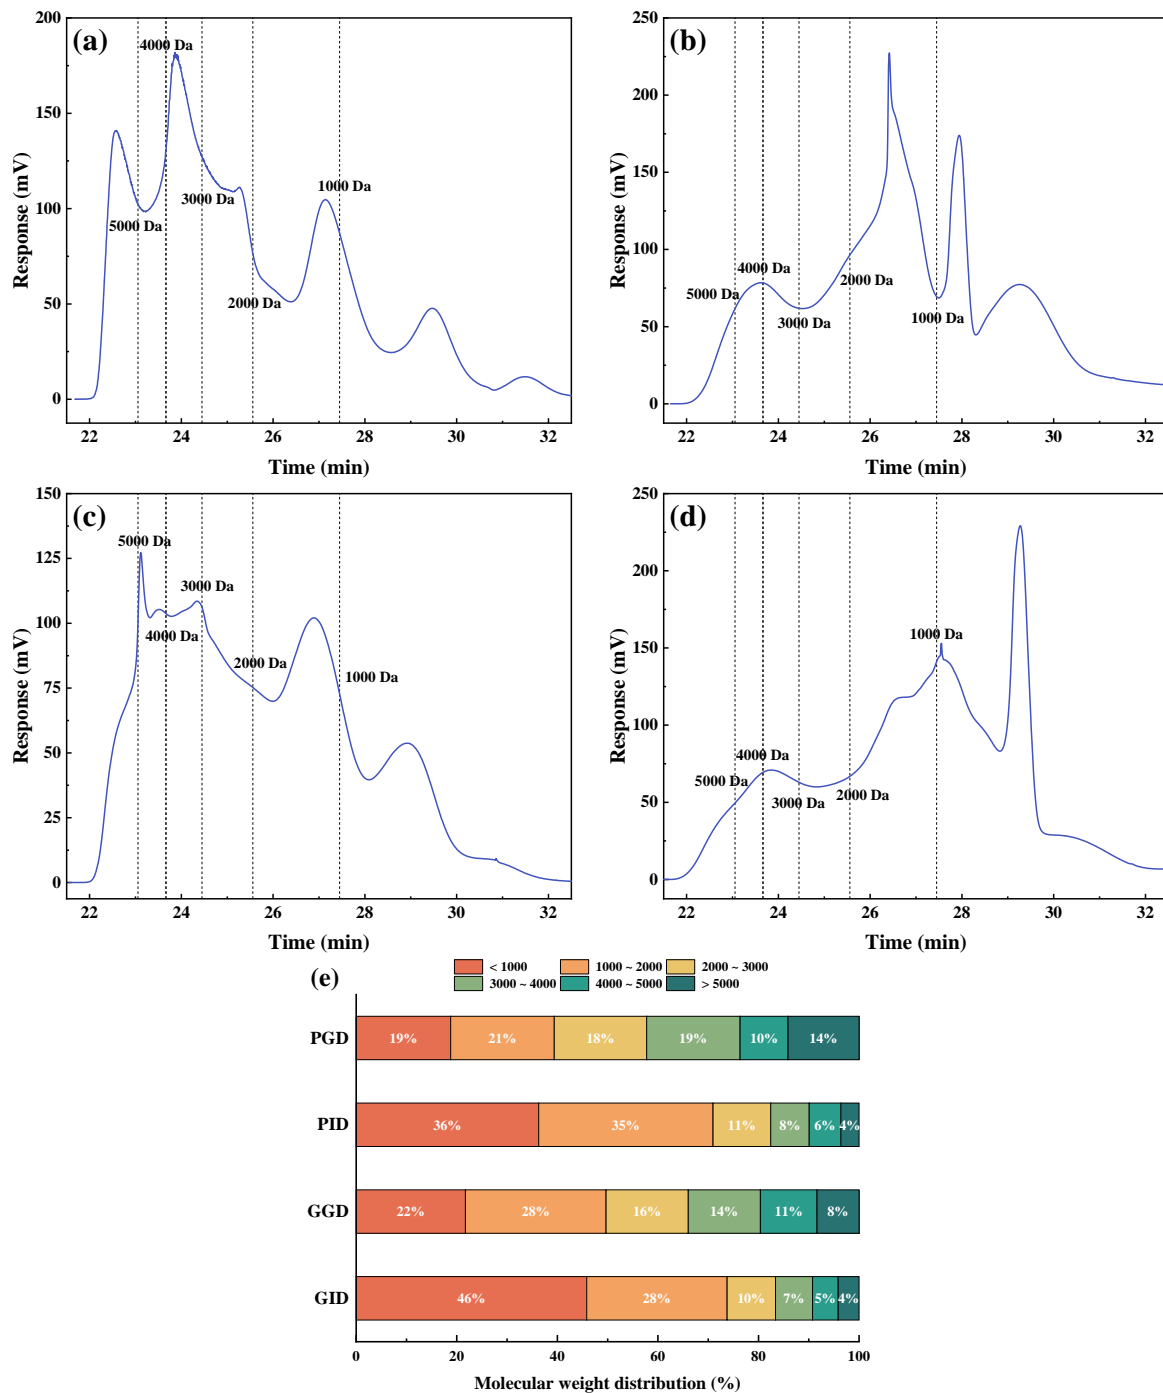 (a)
4000 Da
5000 Da
3000 Da
2000 Da
1000 Da
Response (mV)
200
150
100
50
0
22 24 26 28 30 32
Time (min)
(b)
5000 Da
4000 Da
3000 Da
2000 Da
1000 Da
Response (mV)
250
200
150
100
50
0
22 24 26 28 30 32
Time (min)
(c)
5000 Da
4000 Da
3000 Da
2000 Da
1000 Da
Response (mV)
150
125
100
75
50
25
0
22 24 26 28 30 32
Time (min)
(d)
5000 Da
4000 Da
3000 Da
2000 Da
1000 Da
Response (mV)
250
200
150
100
50
0
22 24 26 28 30 32
Time (min)
(e)
< 1000 1000 ~ 2000 2000 ~ 3000
3000 ~ 4000 4000 ~ 5000 > 5000
PGD 19% 21% 18% 19% 10% 14%
PID 36% 35% 11% 8% 6% 4%
GGD 22% 28% 16% 14% 11% 8%
GID 46% 28% 10% 7% 5% 4%
0 20 40 60 80 100
Molecular weight distribution (%)